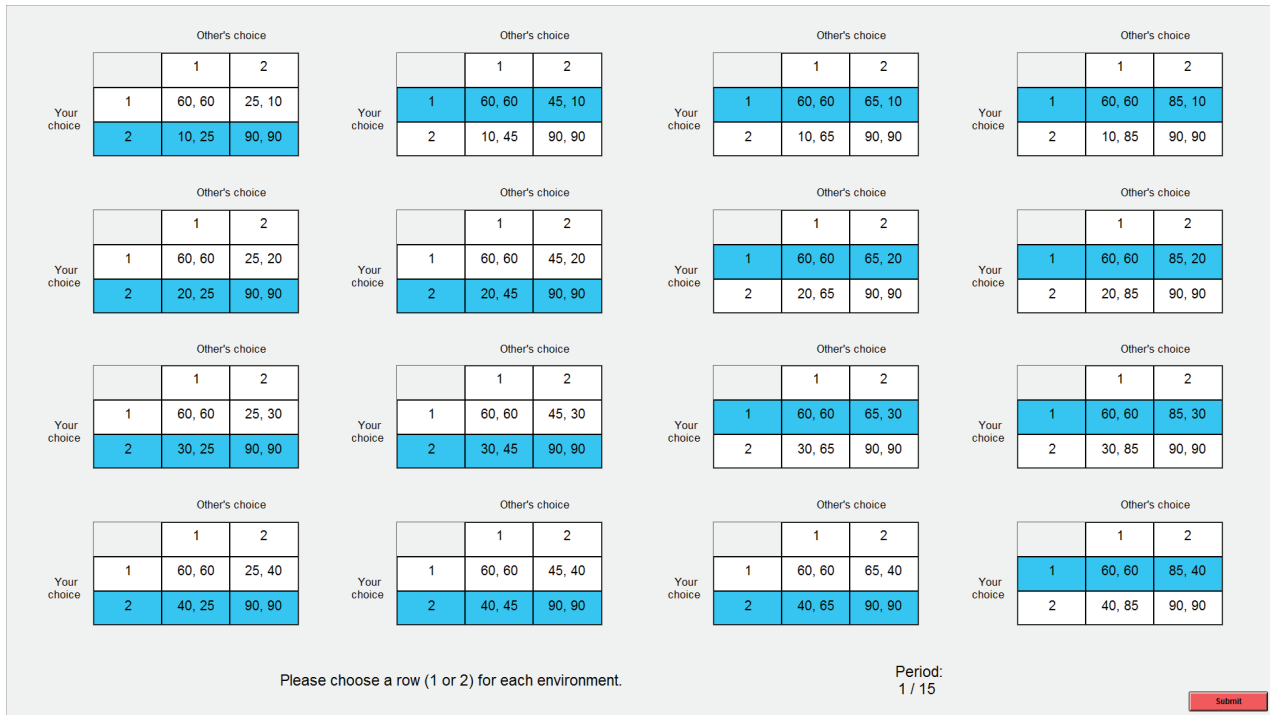 Other's choice Other's choice Other's choice Other's choice
1 2 1 2 1 2 1 2
Your choice 1 60, 60 25, 10 Your choice 1 60, 60 45, 10 Your choice 1 60, 60 65, 10 Your choice 1 60, 60 85, 10
2 10, 25 90, 90 2 10, 45 90, 90 2 10, 65 90, 90 2 10, 85 90, 90
Other's choice Other's choice Other's choice Other's choice
1 2 1 2 1 2 1 2
Your choice 1 60, 60 25, 20 Your choice 1 60, 60 45, 20 Your choice 1 60, 60 65, 20 Your choice 1 60, 60 85, 20
2 20, 25 90, 90 2 20, 45 90, 90 2 20, 65 90, 90 2 20, 85 90, 90
Other's choice Other's choice Other's choice Other's choice
1 2 1 2 1 2 1 2
Your choice 1 60, 60 25, 30 Your choice 1 60, 60 45, 30 Your choice 1 60, 60 65, 30 Your choice 1 60, 60 85, 30
2 30, 25 90, 90 2 30, 45 90, 90 2 30, 65 90, 90 2 30, 85 90, 90
Other's choice Other's choice Other's choice Other's choice
1 2 1 2 1 2 1 2
Your choice 1 60, 60 25, 40 Your choice 1 60, 60 45, 40 Your choice 1 60, 60 65, 40 Your choice 1 60, 60 85, 40
2 40, 25 90, 90 2 40, 45 90, 90 2 40, 65 90, 90 2 40, 85 90, 90
Please choose a row (1 or 2) for each environment.
Period:
1 / 15
Submit